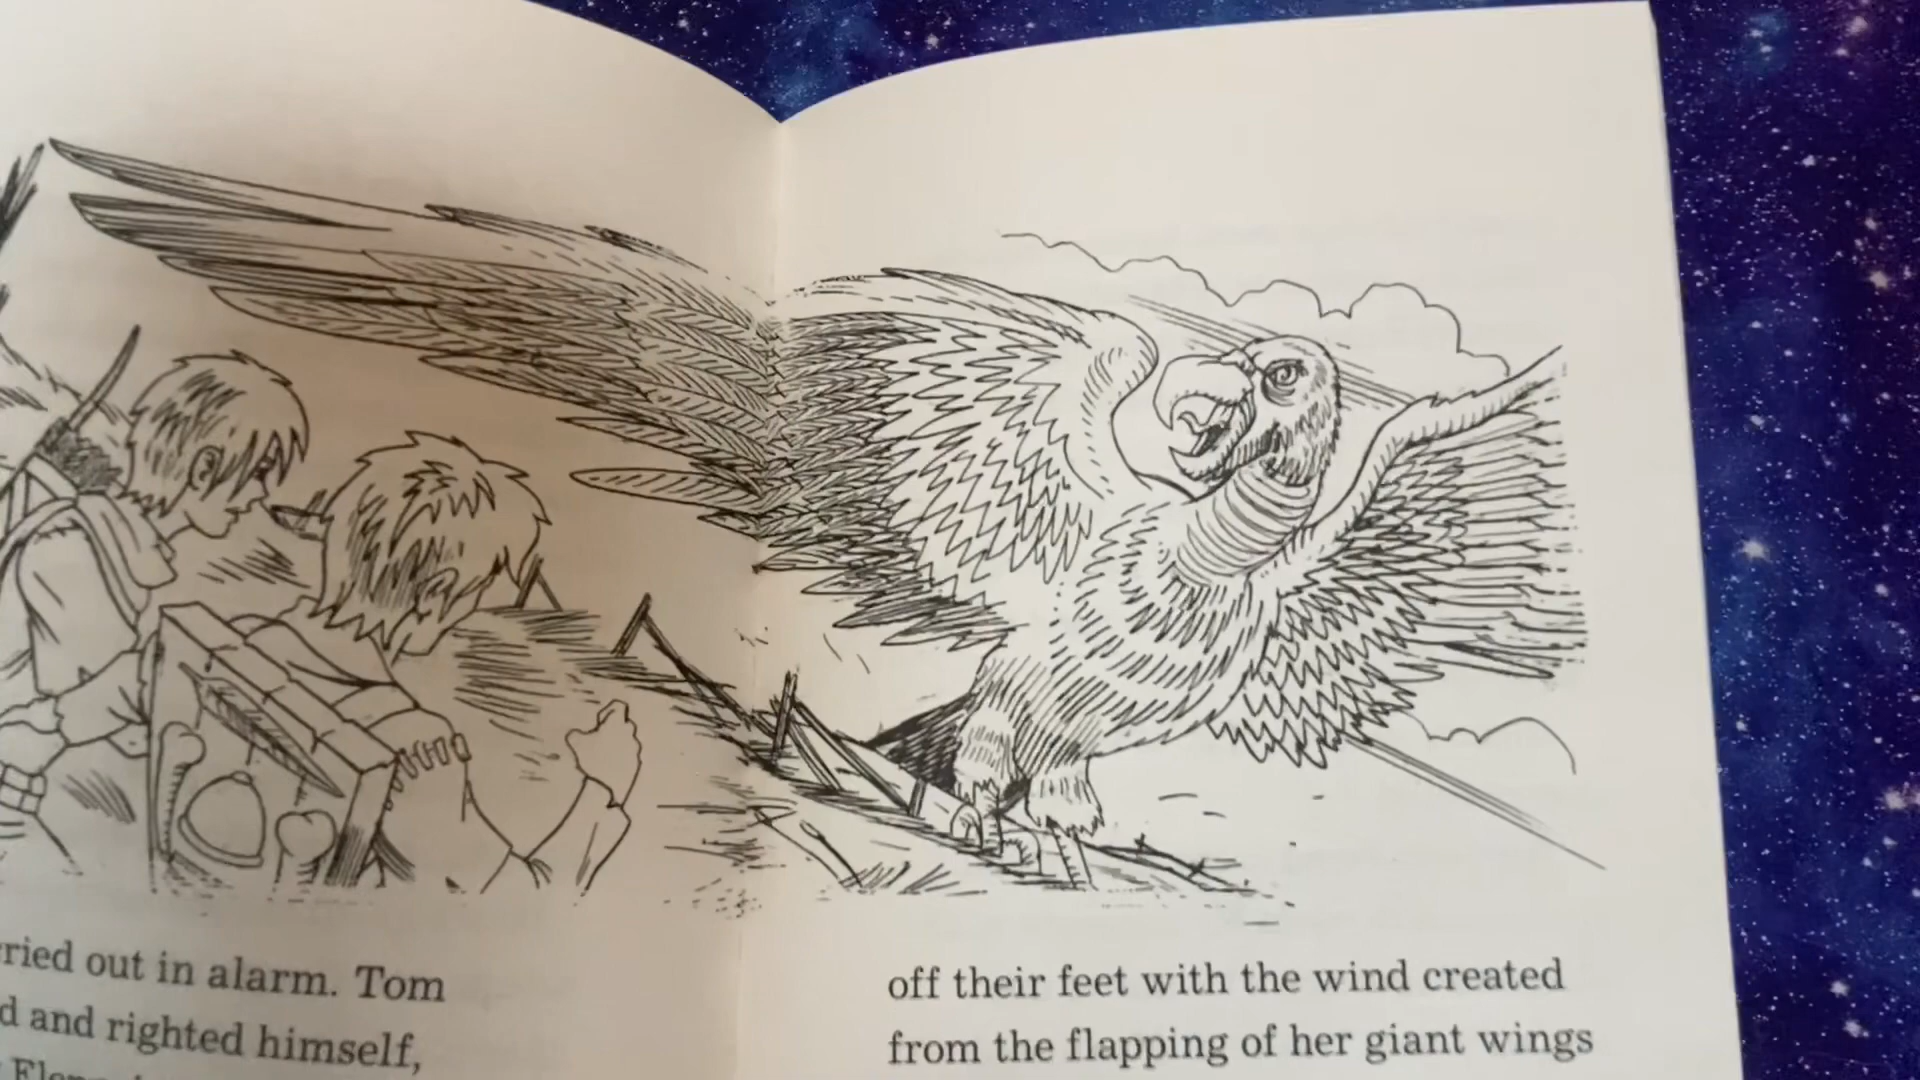 ried out in alarm. Tom
d and righted himself,
off their feet with the wind created
from the flapping of her giant wings